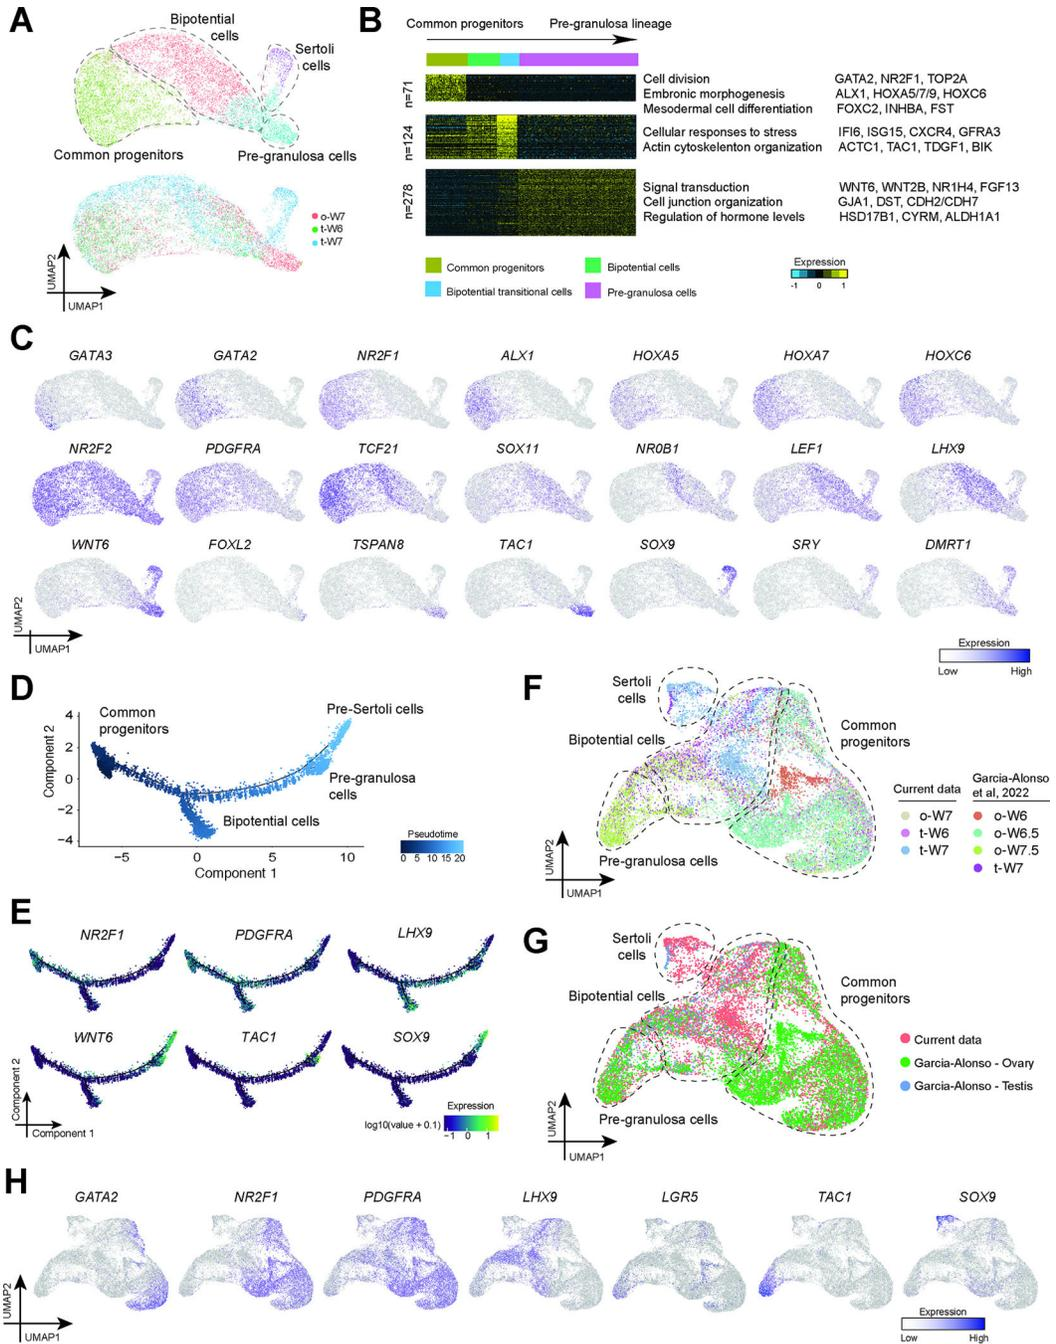 A
Bipotential
cells
Sertoli
cells
Common progenitors
Pre-granulosa cells
o-W7
t-W6
t-W7
UMAP2
UMAP1
B
Common progenitors
Pre-granulosa lineage
n=71
Cell division
GATA2, NR2F1, TOP2A
Embronic morphogenesis
ALX1, HOXA5/7/9, HOXC6
Mesodermal cell differentiation
FOXC2, INHBA, FST
n=124
Cellular responses to stress
IFI6, ISG15, CXCR4, GFRA3
Actin cytoskelenton organization
ACTC1, TAC1, TDGF1, BIK
n=278
Signal transduction
WNT6, WNT2B, NR1H4, FGF13
Cell junction organization
GJA1, DST, CDH2/CDH7
Regulation of hormone levels
HSD17B1, CYRM, ALDH1A1
Common progenitors
Bipotential cells
Bipotential transitional cells
Pre-granulosa cells
Expression
-1 0 1
C
GATA3 GATA2 NR2F1 ALX1 HOXA5 HOXA7 HOXC6
NR2F2 PDGFRA TCF21 SOX11 NR0B1 LEF1 LHX9
WNT6 FOXL2 TSPAN8 TAC1 SOX9 SRY DMRT1
UMAP2
UMAP1
Expression
Low High
D
Component 2
4
2
0
−2
−4
Common
progenitors
Pre-Sertoli cells
Pre-granulosa
cells
Bipotential cells
Pseudotime
0 5 10 15 20
−5 0 5 10
Component 1
E
NR2F1 PDGFRA LHX9
WNT6 TAC1 SOX9
Component 2
Component 1
Expression
log10(value + 0.1)
−1 0 1
F
Sertoli
cells
Bipotential cells
Common
progenitors
Pre-granulosa cells
UMAP2
UMAP1
Current data
o-W7
t-W6
t-W7
Garcia-Alonso
et al, 2022
o-W6
o-W6.5
o-W7.5
t-W7
G
Sertoli
cells
Bipotential cells
Common
progenitors
Pre-granulosa cells
UMAP2
UMAP1
Current data
Garcia-Alonso - Ovary
Garcia-Alonso - Testis
H
GATA2 NR2F1 PDGFRA LHX9 LGR5 TAC1 SOX9
UMAP2
UMAP1
Expression
Low High